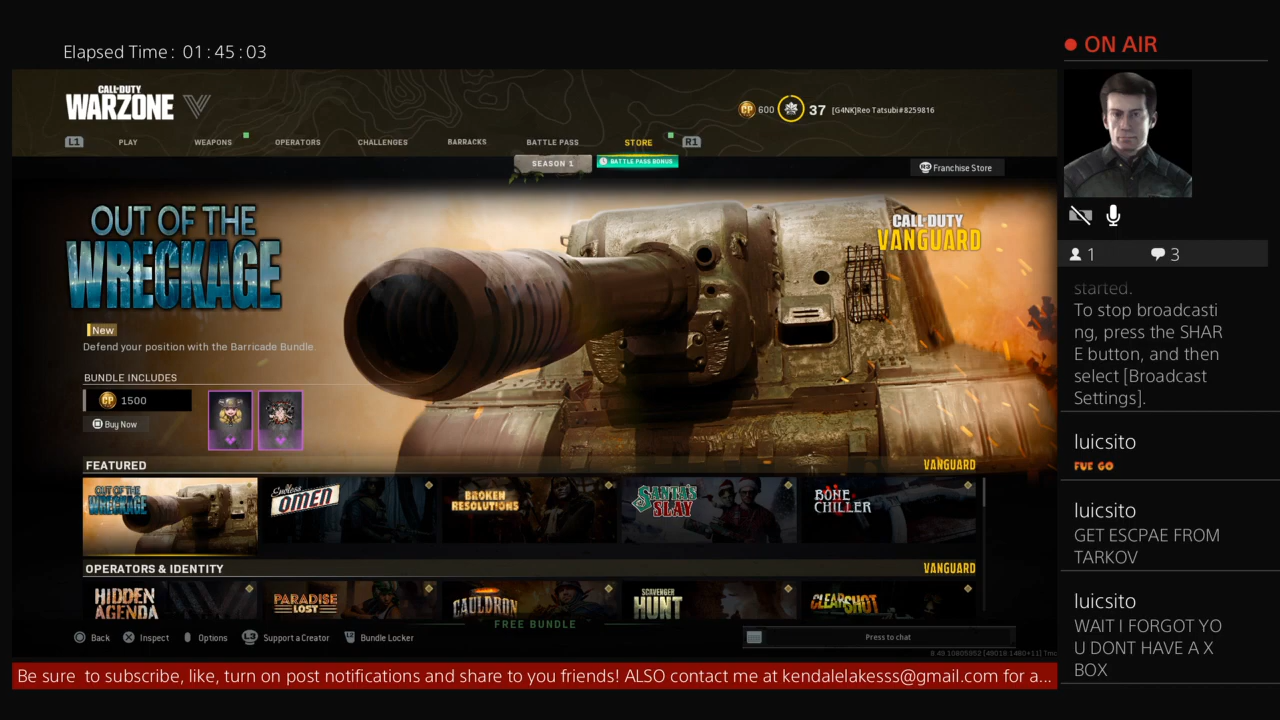 Elapsed Time: 01:45:03
ON AIR
CALL OF DUTY
WARZONE
CP 600
37
[G4NK]Reo Tatsubi#8259816
L1
PLAY
WEAPONS
OPERATORS
CHALLENGES
BARRACKS
BATTLE PASS
STORE
R1
SEASON 1
BATTLE PASS BONUS
Franchise Store
OUT OF THE
WRECKAGE
CALL OF DUTY
VANGUARD
New
Defend your position with the Barricade Bundle.
BUNDLE INCLUDES
CP 1500
Buy Now
FEATURED
VANGUARD
OUT OF THE
WRECKAGE
Endless
OMEN
BROKEN
RESOLUTIONS
SANTA'S
SLAY
BONE
CHILLER
OPERATORS & IDENTITY
VANGUARD
HIDDEN
AGENDA
PARADISE
LOST
CAULDRON
SCAVENGER
HUNT
CLEARSHOT
FREE BUNDLE
Back
Inspect
Options
L3
Support a Creator
Bundle Locker
Press to chat
1
3
started.
To stop broadcasti
ng, press the SHAR
E button, and then
select [Broadcast
Settings].
luicsito
FUE GO
luicsito
GET ESCPAE FROM
TARKOV
luicsito
WAIT I FORGOT YO
U DONT HAVE A X
BOX
Be sure to subscribe, like, turn on post notifications and share to you friends! ALSO contact me at kendalelakesss@gmail.com for a...